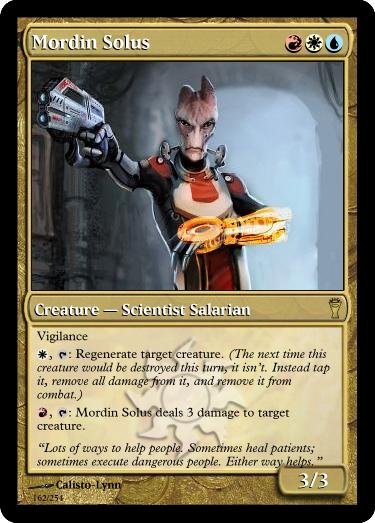 Mordin Solus
Creature — Scientist Salarian
Vigilance
, : Regenerate target creature. (The next time this
creature would be destroyed this turn, it isn't. Instead tap
it, remove all damage from it, and remove it from
combat.)
, : Mordin Solus deals 3 damage to target
creature.
"Lots of ways to help people. Sometimes heal patients;
sometimes execute dangerous people. Either way helps."
3/3
Calisto-Lynn
162/254